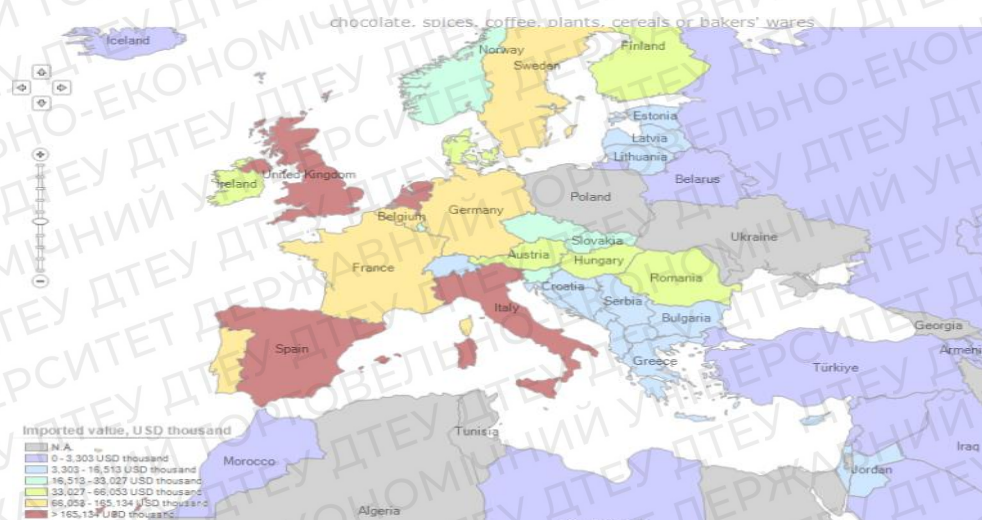 chocolate, spices, coffee, plants, cereals or bakers' wares
Iceland
Norway
Finland
Sweden
Estonia
Latvia
Lithuania
Ireland
United Kingdom
Belarus
Poland
Belgium
Germany
Ukraine
Slovakia
Austria
France
Hungary
Romania
Croatia
Serbia
Italy
Bulgaria
Georgia
Spain
Armeni
Greece
Türkiye
Imported value, USD thousand
Tunisia
N.A.
Iraq
0 - 3,303 USD thousand
Morocco
3,303 - 16,513 USD thousand
Jordan
16,513 - 33,027 USD thousand
33,027 - 66,053 USD thousand
66,053 - 165,134 USD thousand
Algeria
> 165,134 USD thousand